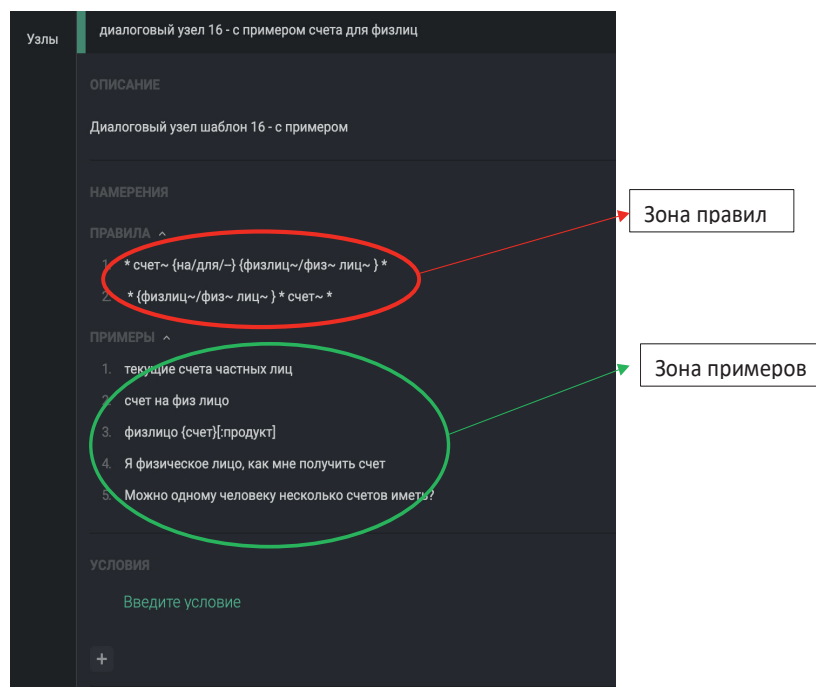 Узлы
диалоговый узел 16 - с примером счета для физлиц
ОПИСАНИЕ
Диалоговый узел шаблон 16 - с примером
НАМЕРЕНИЯ
Зона правил
ПРАВИЛА
1. * счет~ {на/для/~} {физлиц~/физ~ лиц~ } *
2. * {физлиц~/физ~ лиц~ } * счет~ *
ПРИМЕРЫ
Зона примеров
1. текущие счета частных лиц
2. счет на физ лицо
3. физлицо {счет}[:продукт]
4. Я физическое лицо, как мне получить счет
5. Можно одному человеку несколько счетов иметь?
УСЛОВИЯ
Введите условие
+